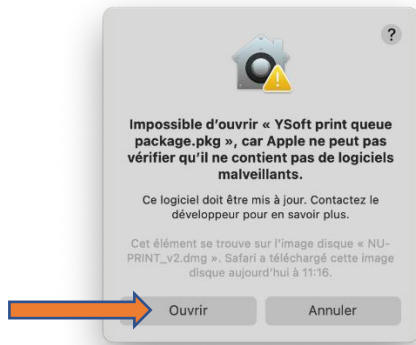 ?
Impossible d'ouvrir « YSoft print queue
package.pkg », car Apple ne peut pas
vérifier qu'il ne contient pas de logiciels
malveillants.
Ce logiciel doit être mis à jour. Contactez le
développeur pour en savoir plus.
Cet élément se trouve sur l'image disque « NU-
PRINT_v2.dmg ». Safari a téléchargé cette image
disque aujourd'hui à 11:16.
Ouvrir
Annuler